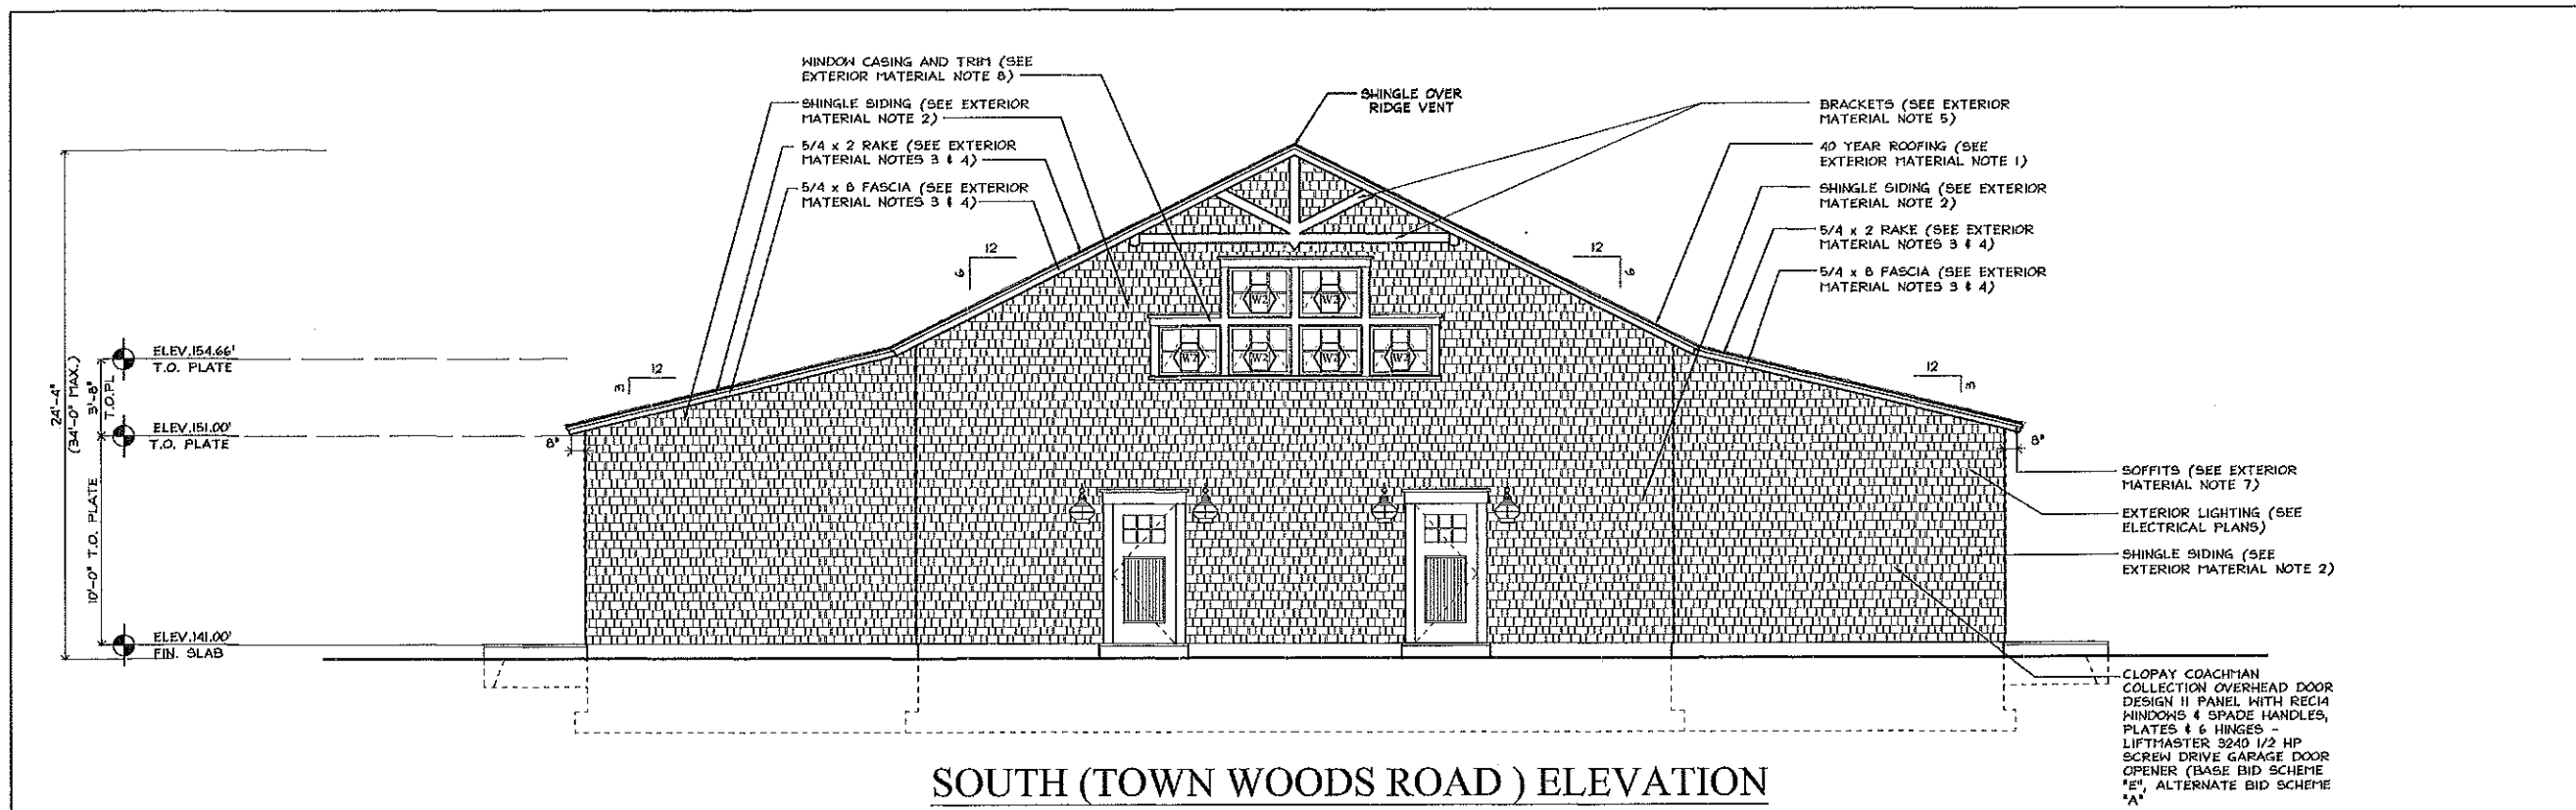 WINDOW CASING AND TRIM (SEE
EXTERIOR MATERIAL NOTE 8)
SHINGLE SIDING (SEE EXTERIOR
MATERIAL NOTE 2)
5/4 x 2 RAKE (SEE EXTERIOR
MATERIAL NOTES 3 & 4)
5/4 x 8 FASCIA (SEE EXTERIOR
MATERIAL NOTES 3 & 4)
SHINGLE OVER
RIDGE VENT
BRACKETS (SEE EXTERIOR
MATERIAL NOTE 5)
40 YEAR ROOFING (SEE
EXTERIOR MATERIAL NOTE 1)
SHINGLE SIDING (SEE EXTERIOR
MATERIAL NOTE 2)
5/4 x 2 RAKE (SEE EXTERIOR
MATERIAL NOTES 3 & 4)
5/4 x 8 FASCIA (SEE EXTERIOR
MATERIAL NOTES 3 & 4)
12
6
12
6
12
3
12
3
W2
W2
W2
W2
W2
W2
24'-4"
(34'-0" MAX.)
3'-8"
T.O.PL
10'-0" T.O. PLATE
ELEV.154.66'
T.O. PLATE
ELEV.151.00'
T.O. PLATE
ELEV.141.00'
FIN. SLAB
8"
8"
SOFFITS (SEE EXTERIOR
MATERIAL NOTE 7)
EXTERIOR LIGHTING (SEE
ELECTRICAL PLANS)
SHINGLE SIDING (SEE
EXTERIOR MATERIAL NOTE 2)
CLOPAY COACHMAN
COLLECTION OVERHEAD DOOR
DESIGN 11 PANEL WITH REC14
WINDOWS & SPADE HANDLES,
PLATES & 6 HINGES -
LIFTMASTER 3240 1/2 HP
SCREW DRIVE GARAGE DOOR
OPENER (BASE BID SCHEME
"E", ALTERNATE BID SCHEME
"A"
SOUTH (TOWN WOODS ROAD ) ELEVATION